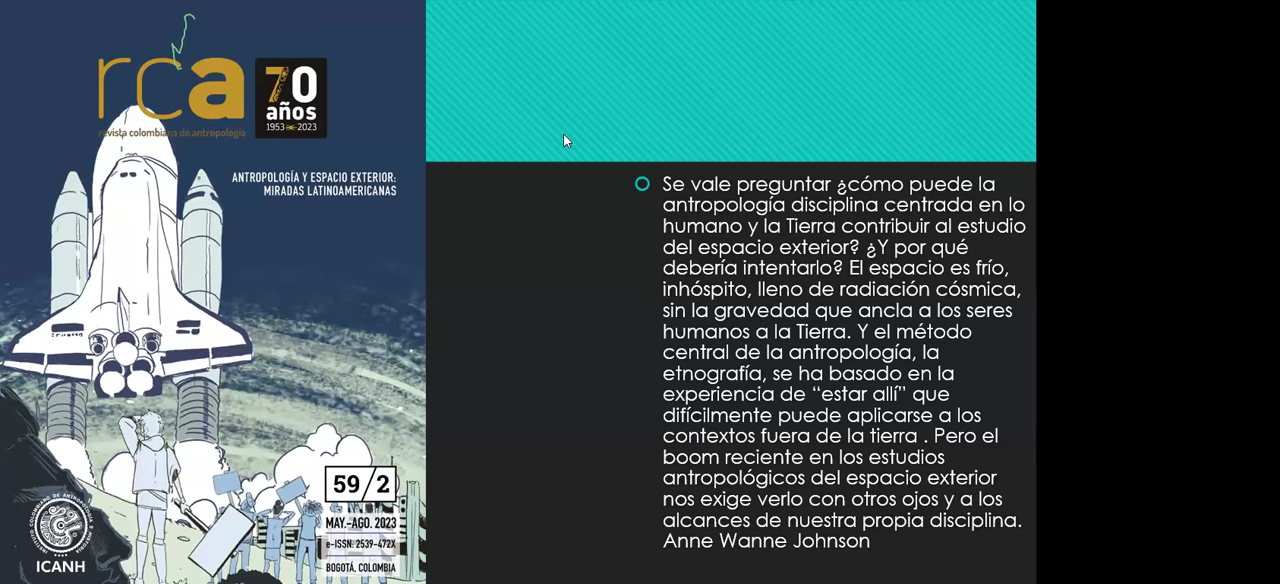 rca
70
años
1953 2023
revista colombiana de antropología
ANTROPOLOGÍA Y ESPACIO EXTERIOR:
MIRADAS LATINOAMERICANAS
59/2
MAY.-AGO. 2023
e-ISSN: 2539-472X
BOGOTÁ, COLOMBIA
INSTITUTO COLOMBIANO DE ANTROPOLOGÍA E HISTORIA
ICANH
Se vale preguntar ¿cómo puede la
antropología disciplina centrada en lo
humano y la Tierra contribuir al estudio
del espacio exterior? ¿Y por qué
debería intentarlo? El espacio es frío,
inhóspito, lleno de radiación cósmica,
sin la gravedad que ancla a los seres
humanos a la Tierra. Y el método
central de la antropología, la
etnografía, se ha basado en la
experiencia de “estar allí” que
difícilmente puede aplicarse a los
contextos fuera de la tierra . Pero el
boom reciente en los estudios
antropológicos del espacio exterior
nos exige verlo con otros ojos y a los
alcances de nuestra propia disciplina.
Anne Wanne Johnson